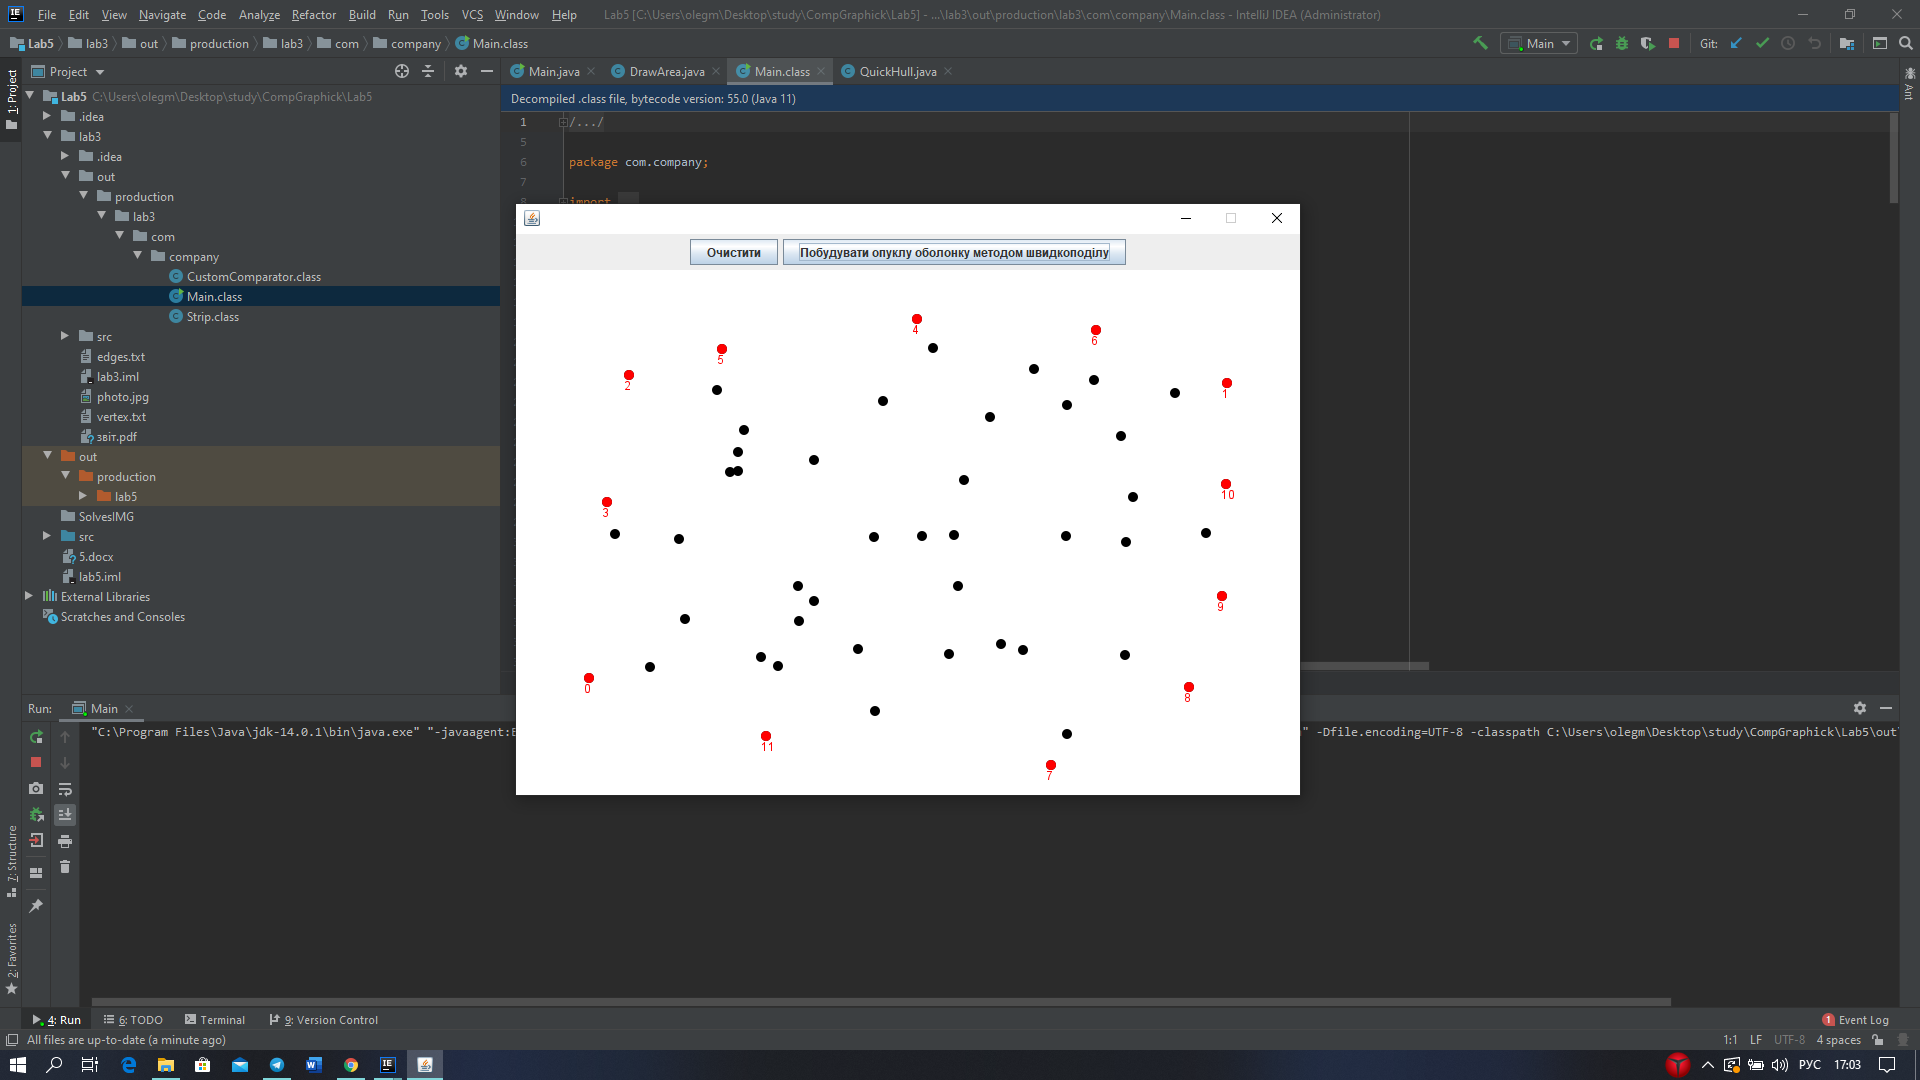 File Edit View Navigate Code Analyze Refactor Build Run Tools VCS Window Help Lab5 [C:\Users\olegm\Desktop\study\CompGraphick\Lab5] - ...\lab3\out\production\lab3\com\company\Main.class - IntelliJ IDEA (Administrator)
Lab5 lab3 out production lab3 com company Main.class Main Git:
Project Main.java DrawArea.java Main.class QuickHull.java
1: Project
Ant
Lab5 C:\Users\olegm\Desktop\study\CompGraphick\Lab5
Decompiled .class file, bytecode version: 55.0 (Java 11)
.idea
lab3
.idea
out
production
lab3
com
company
CustomComparator.class
Main.class
Strip.class
src
edges.txt
lab3.iml
photo.jpg
vertex.txt
звіт.pdf
out
production
lab5
SolvesIMG
src
5.docx
lab5.iml
External Libraries
Scratches and Consoles
1 /.../
5
6 package com.company;
7
8 import ...
Очистити Побудувати опуклу оболонку методом швидкоподілу
4
6
5
2
1
10
3
9
0
8
11
7
Run: Main
"C:\Program Files\Java\jdk-14.0.1\bin\java.exe" "-javaagent: " -Dfile.encoding=UTF-8 -classpath C:\Users\olegm\Desktop\study\CompGraphick\Lab5\out
7: Structure
2: Favorites
4: Run 6: TODO Terminal 9: Version Control 1 Event Log
All files are up-to-date (a minute ago) 1:1 LF UTF-8 4 spaces
РУС 17:03